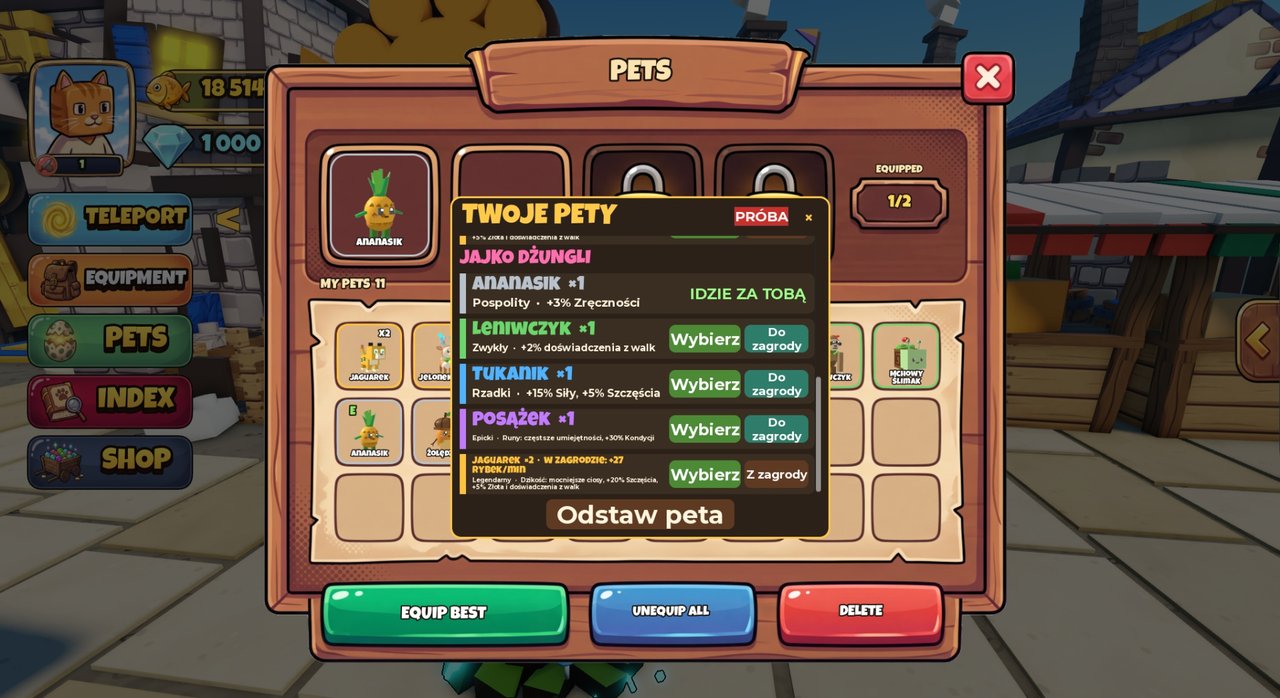 PETS
18 514
1 000
1
TELEPORT
EQUIPMENT
PETS
INDEX
SHOP
ANANASIK
EQUIPPED
1/2
MY PETS 11
X2
JAGUAREK
MCHOWY
ŚLIMAK
E
ANANASIK
TWOJE PETY
PRÓBA
×
+5% Złota i doświadczenia z walk
JAJKO DŻUNGLI
ANANASIK ×1
Pospolity · +3% Zręczności
IDZIE ZA TOBĄ
LENIWCZYK ×1
Zwykły · +2% doświadczenia z walk
Wybierz
Do
zagrody
TUKANIK ×1
Rzadki · +15% Siły, +5% Szczęścia
Wybierz
Do
zagrody
POSĄŻEK ×1
Epicki · Runy: częstsze umiejętności, +30% Kondycji
Wybierz
Do
zagrody
JAGUAREK ×2 · W ZAGRODZIE: +27
RYBEK/MIN
Legendarny · Dzikość: mocniejsze ciosy, +20% Szczęścia,
+5% Złota i doświadczenia z walk
Wybierz
Z zagrody
Odstaw peta
EQUIP BEST
UNEQUIP ALL
DELETE